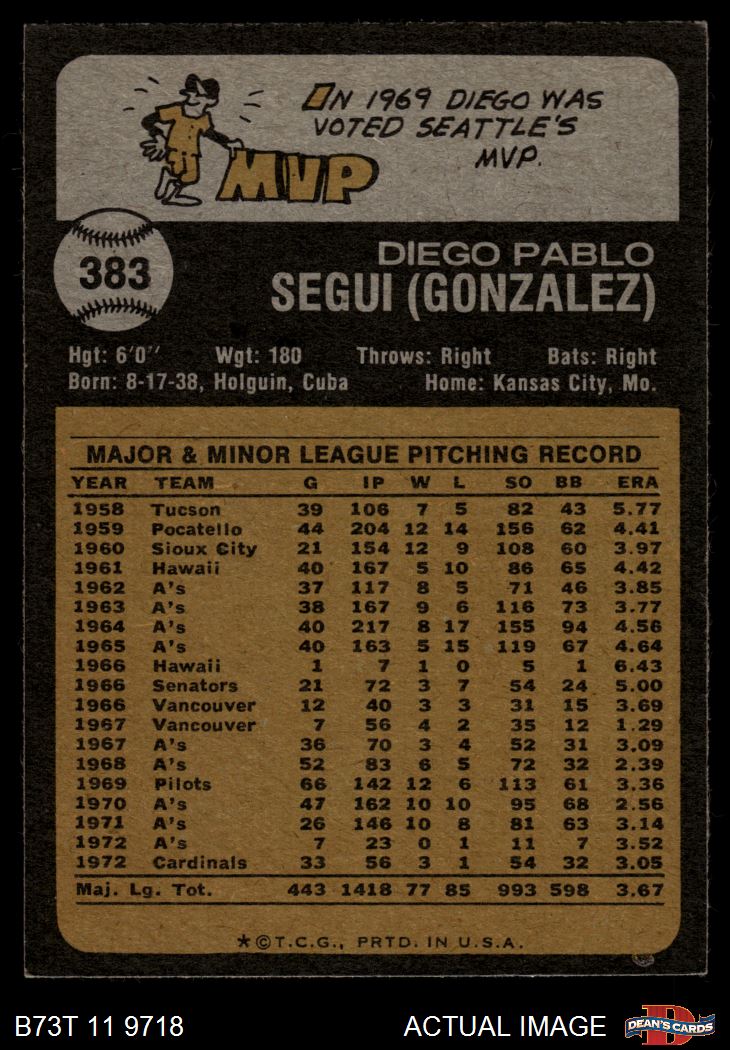 IN 1969 DIEGO WAS
VOTED SEATTLE'S
MVP.
MVP
383
DIEGO PABLO
SEGUI (GONZALEZ)
Hgt: 6'0" Wgt: 180 Throws: Right Bats: Right
Born: 8-17-38, Holguin, Cuba Home: Kansas City, Mo.
MAJOR & MINOR LEAGUE PITCHING RECORD
YEAR TEAM G IP W L SO BB ERA
1958 Tucson 39 106 7 5 82 43 5.77
1959 Pocatello 44 204 12 14 156 62 4.41
1960 Sioux City 21 154 12 9 108 60 3.97
1961 Hawaii 40 167 5 10 86 65 4.42
1962 A's 37 117 8 5 71 46 3.85
1963 A's 38 167 9 6 116 73 3.77
1964 A's 40 217 8 17 155 94 4.56
1965 A's 40 163 5 15 119 67 4.64
1966 Hawaii 1 7 1 0 5 1 6.43
1966 Senators 21 72 3 7 54 24 5.00
1966 Vancouver 12 40 3 3 31 15 3.69
1967 Vancouver 7 56 4 2 35 12 1.29
1967 A's 36 70 3 4 52 31 3.09
1968 A's 52 83 6 5 72 32 2.39
1969 Pilots 66 142 12 6 113 61 3.36
1970 A's 47 162 10 10 95 68 2.56
1971 A's 26 146 10 8 81 63 3.14
1972 A's 7 23 0 1 11 7 3.52
1972 Cardinals 33 56 3 1 54 32 3.05
Maj. Lg. Tot. 443 1418 77 85 993 598 3.67
★©T.C.G., PRTD. IN U.S.A.
B73T 11 9718 ACTUAL IMAGE
D
DEAN'S CARDS